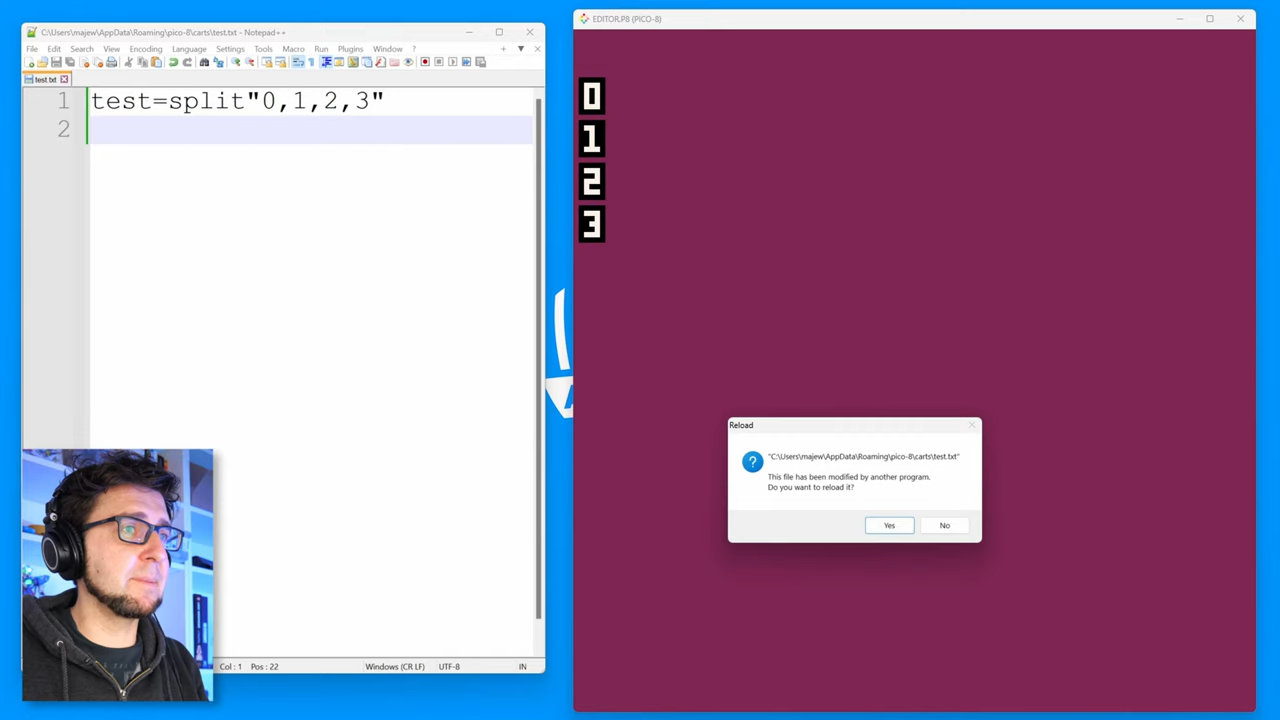 C:\Users\majew\AppData\Roaming\pico-8\carts\test.txt - Notepad++
File Edit Search View Encoding Language Settings Tools Macro Run Plugins Window ?
test.txt
1 test=split"0,1,2,3"
2
Col : 1 Pos : 22 Windows (CR LF) UTF-8 IN
EDITOR.P8 (PICO-8)
0
1
2
3
Reload
"C:\Users\majew\AppData\Roaming\pico-8\carts\test.txt"
This file has been modified by another program.
Do you want to reload it?
Yes No